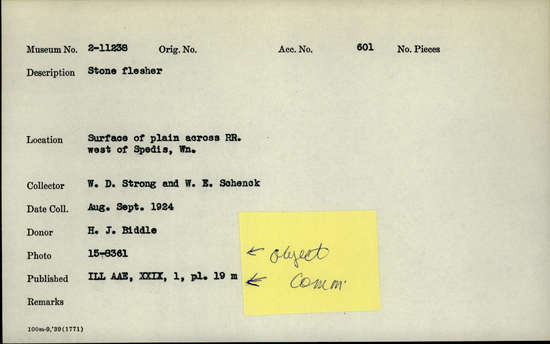 Museum No. 2-11238 Orig. No. Acc. No. 601 No. Pieces
Description Stone flesher
Location Surface of plain across RR.
west of Spedis, Wn.
Collector W. D. Strong and W. E. Schenck
Date Coll. Aug. Sept. 1924
Donor H. J. Biddle
Photo 15-8361 ← object
Published ILL AAE, XXIX, 1, pl. 19 m ← Comm.
Remarks
100m-9,'39(1771)